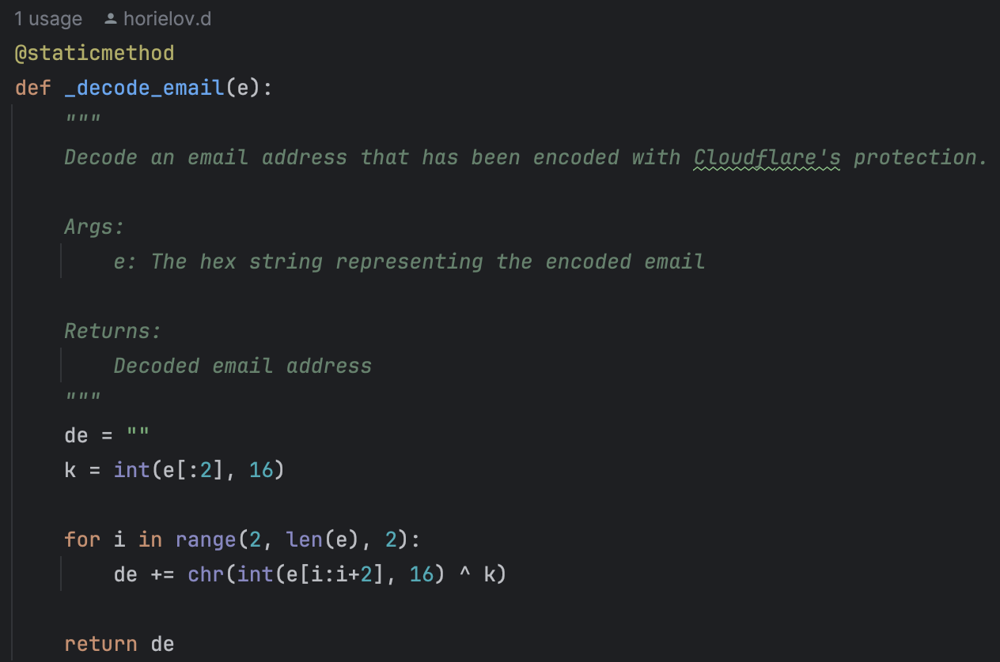 1 usage horielov.d
@staticmethod
def _decode_email(e):
    """
    Decode an email address that has been encoded with Cloudflare's protection.

    Args:
        e: The hex string representing the encoded email

    Returns:
        Decoded email address
    """
    de = ""
    k = int(e[:2], 16)

    for i in range(2, len(e), 2):
        de += chr(int(e[i:i+2], 16) ^ k)

    return de